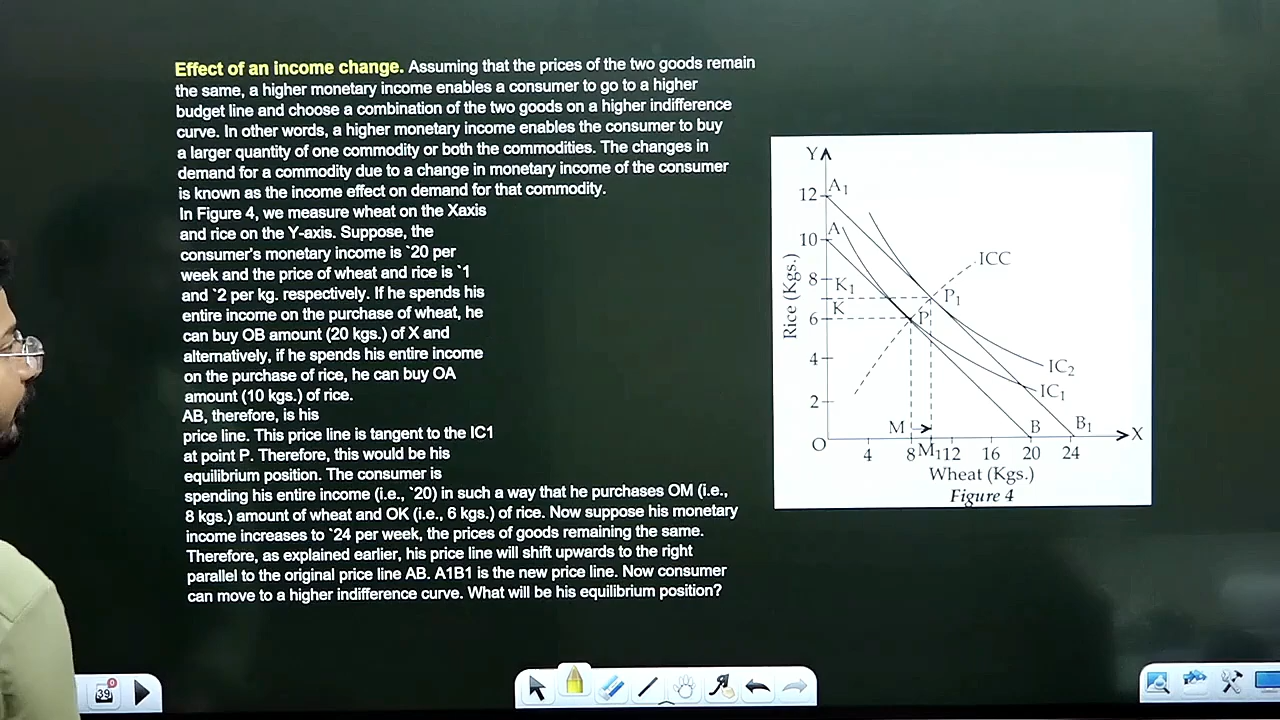 Effect of an income change. Assuming that the prices of the two goods remain
the same, a higher monetary income enables a consumer to go to a higher
budget line and choose a combination of the two goods on a higher indifference
curve. In other words, a higher monetary income enables the consumer to buy
a larger quantity of one commodity or both the commodities. The changes in
demand for a commodity due to a change in monetary income of the consumer
is known as the income effect on demand for that commodity.
In Figure 4, we measure wheat on the Xaxis
and rice on the Y-axis. Suppose, the
consumer's monetary income is `20 per
week and the price of wheat and rice is `1
and `2 per kg. respectively. If he spends his
entire income on the purchase of wheat, he
can buy OB amount (20 kgs.) of X and
alternatively, if he spends his entire income
on the purchase of rice, he can buy OA
amount (10 kgs.) of rice.
AB, therefore, is his
price line. This price line is tangent to the IC1
at point P. Therefore, this would be his
equilibrium position. The consumer is
spending his entire income (i.e., `20) in such a way that he purchases OM (i.e.,
8 kgs.) amount of wheat and OK (i.e., 6 kgs.) of rice. Now suppose his monetary
income increases to `24 per week, the prices of goods remaining the same.
Therefore, as explained earlier, his price line will shift upwards to the right
parallel to the original price line AB. A1B1 is the new price line. Now consumer
can move to a higher indifference curve. What will be his equilibrium position?
Y
12 A1
10 A
ICC
8 K1
P1
K
6 P
4
IC2
IC1
2
M B B1
O X
4 8 M1 12 16 20 24
Rice (Kgs.)
Wheat (Kgs.)
Figure 4
39
0